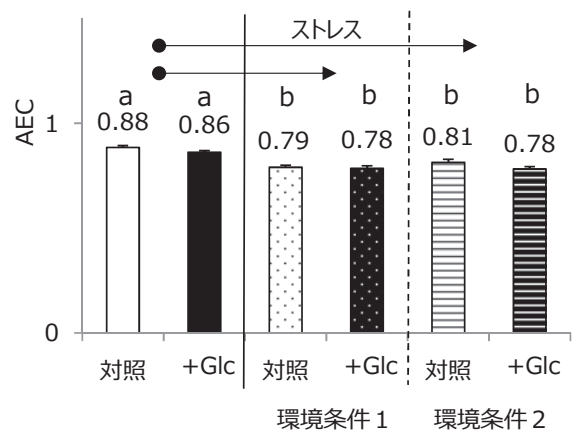 ストレス
a a b b b b
0.88 0.86 0.79 0.78 0.81 0.78
AEC
1
0
対照 +Glc 対照 +Glc 対照 +Glc
環境条件1 環境条件2